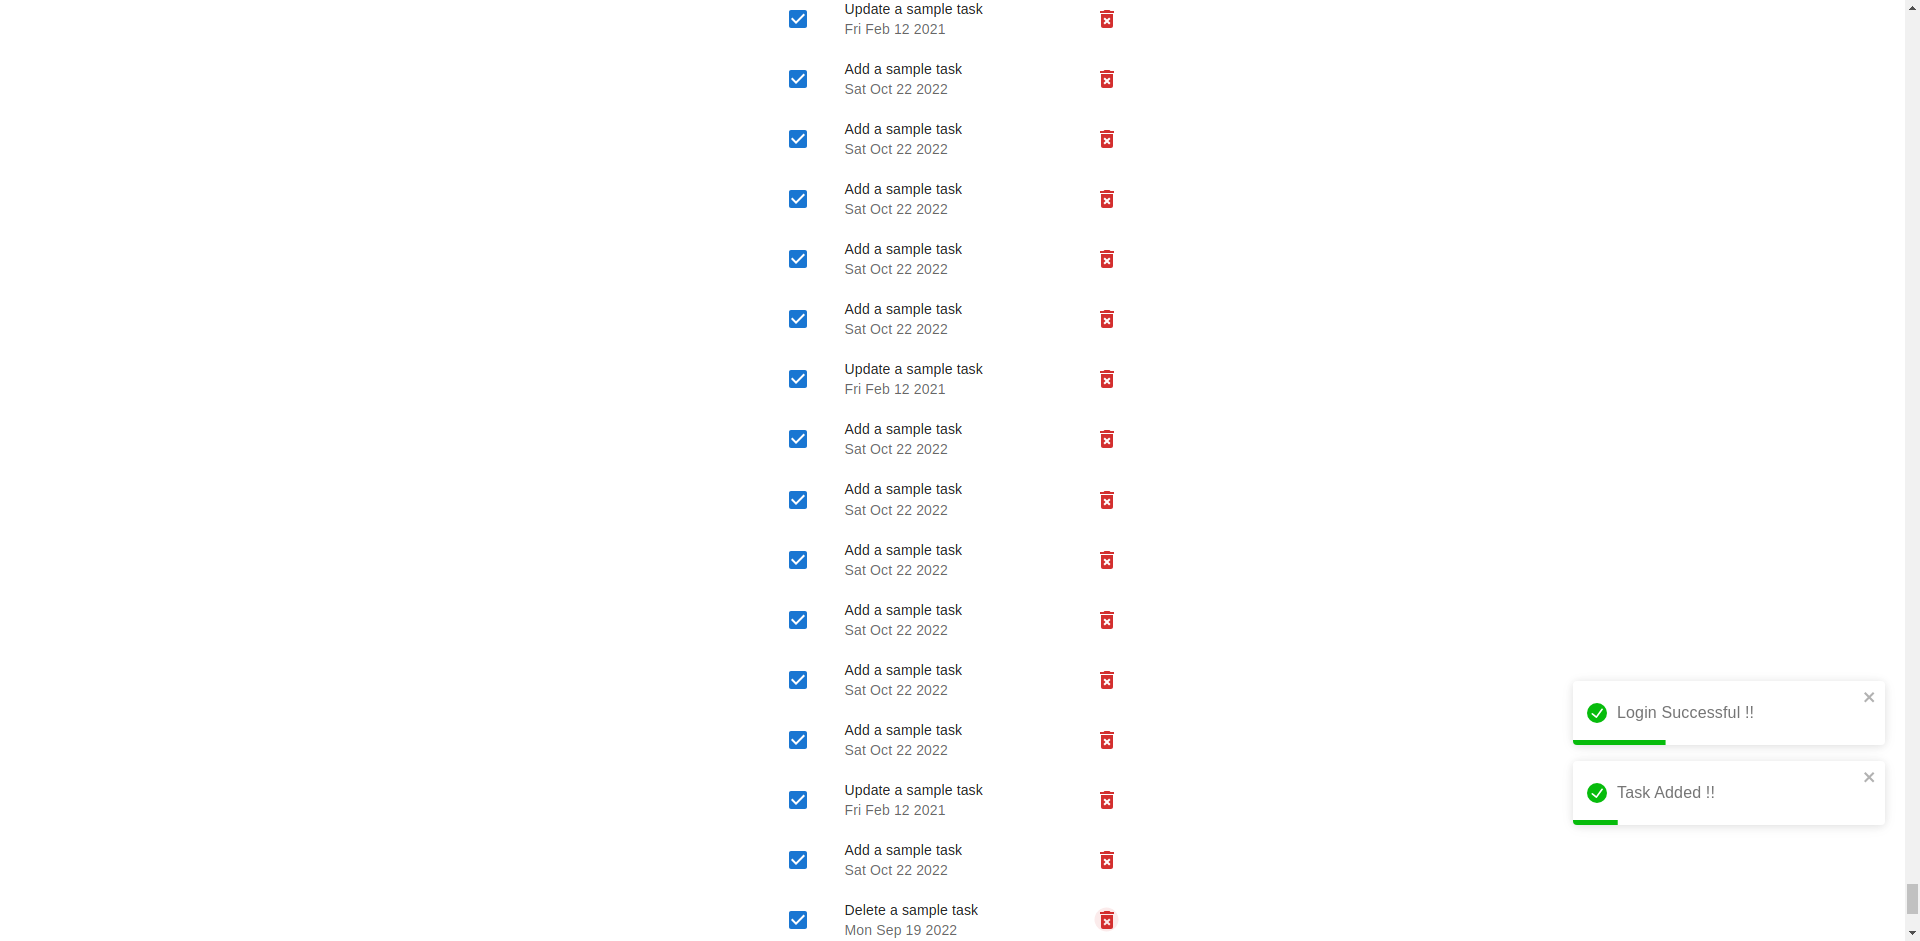 Update a sample task
Fri Feb 12 2021
Add a sample task
Sat Oct 22 2022
Add a sample task
Sat Oct 22 2022
Add a sample task
Sat Oct 22 2022
Add a sample task
Sat Oct 22 2022
Add a sample task
Sat Oct 22 2022
Update a sample task
Fri Feb 12 2021
Add a sample task
Sat Oct 22 2022
Add a sample task
Sat Oct 22 2022
Add a sample task
Sat Oct 22 2022
Add a sample task
Sat Oct 22 2022
Add a sample task
Sat Oct 22 2022
Add a sample task
Sat Oct 22 2022
Update a sample task
Fri Feb 12 2021
Add a sample task
Sat Oct 22 2022
Delete a sample task
Mon Sep 19 2022
Login Successful !!
Task Added !!